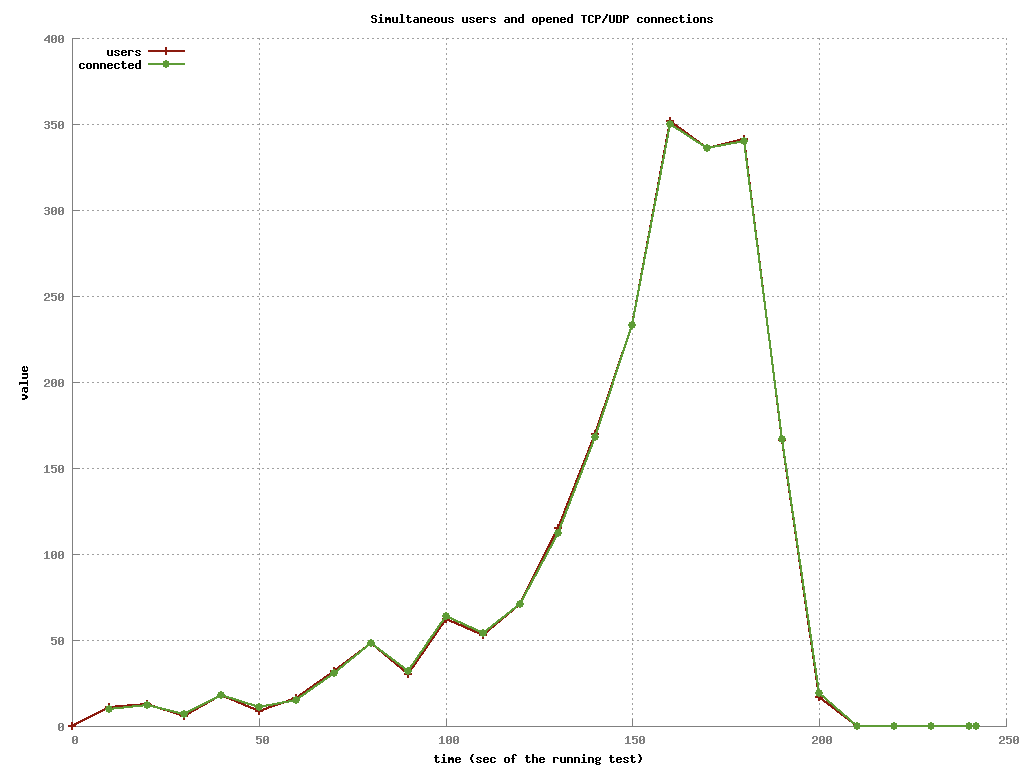 Simultaneous users and opened TCP/UDP connections
400
users
connected
350
300
250
200
value
150
100
50
0
0 50 100 150 200 250
time (sec of the running test)